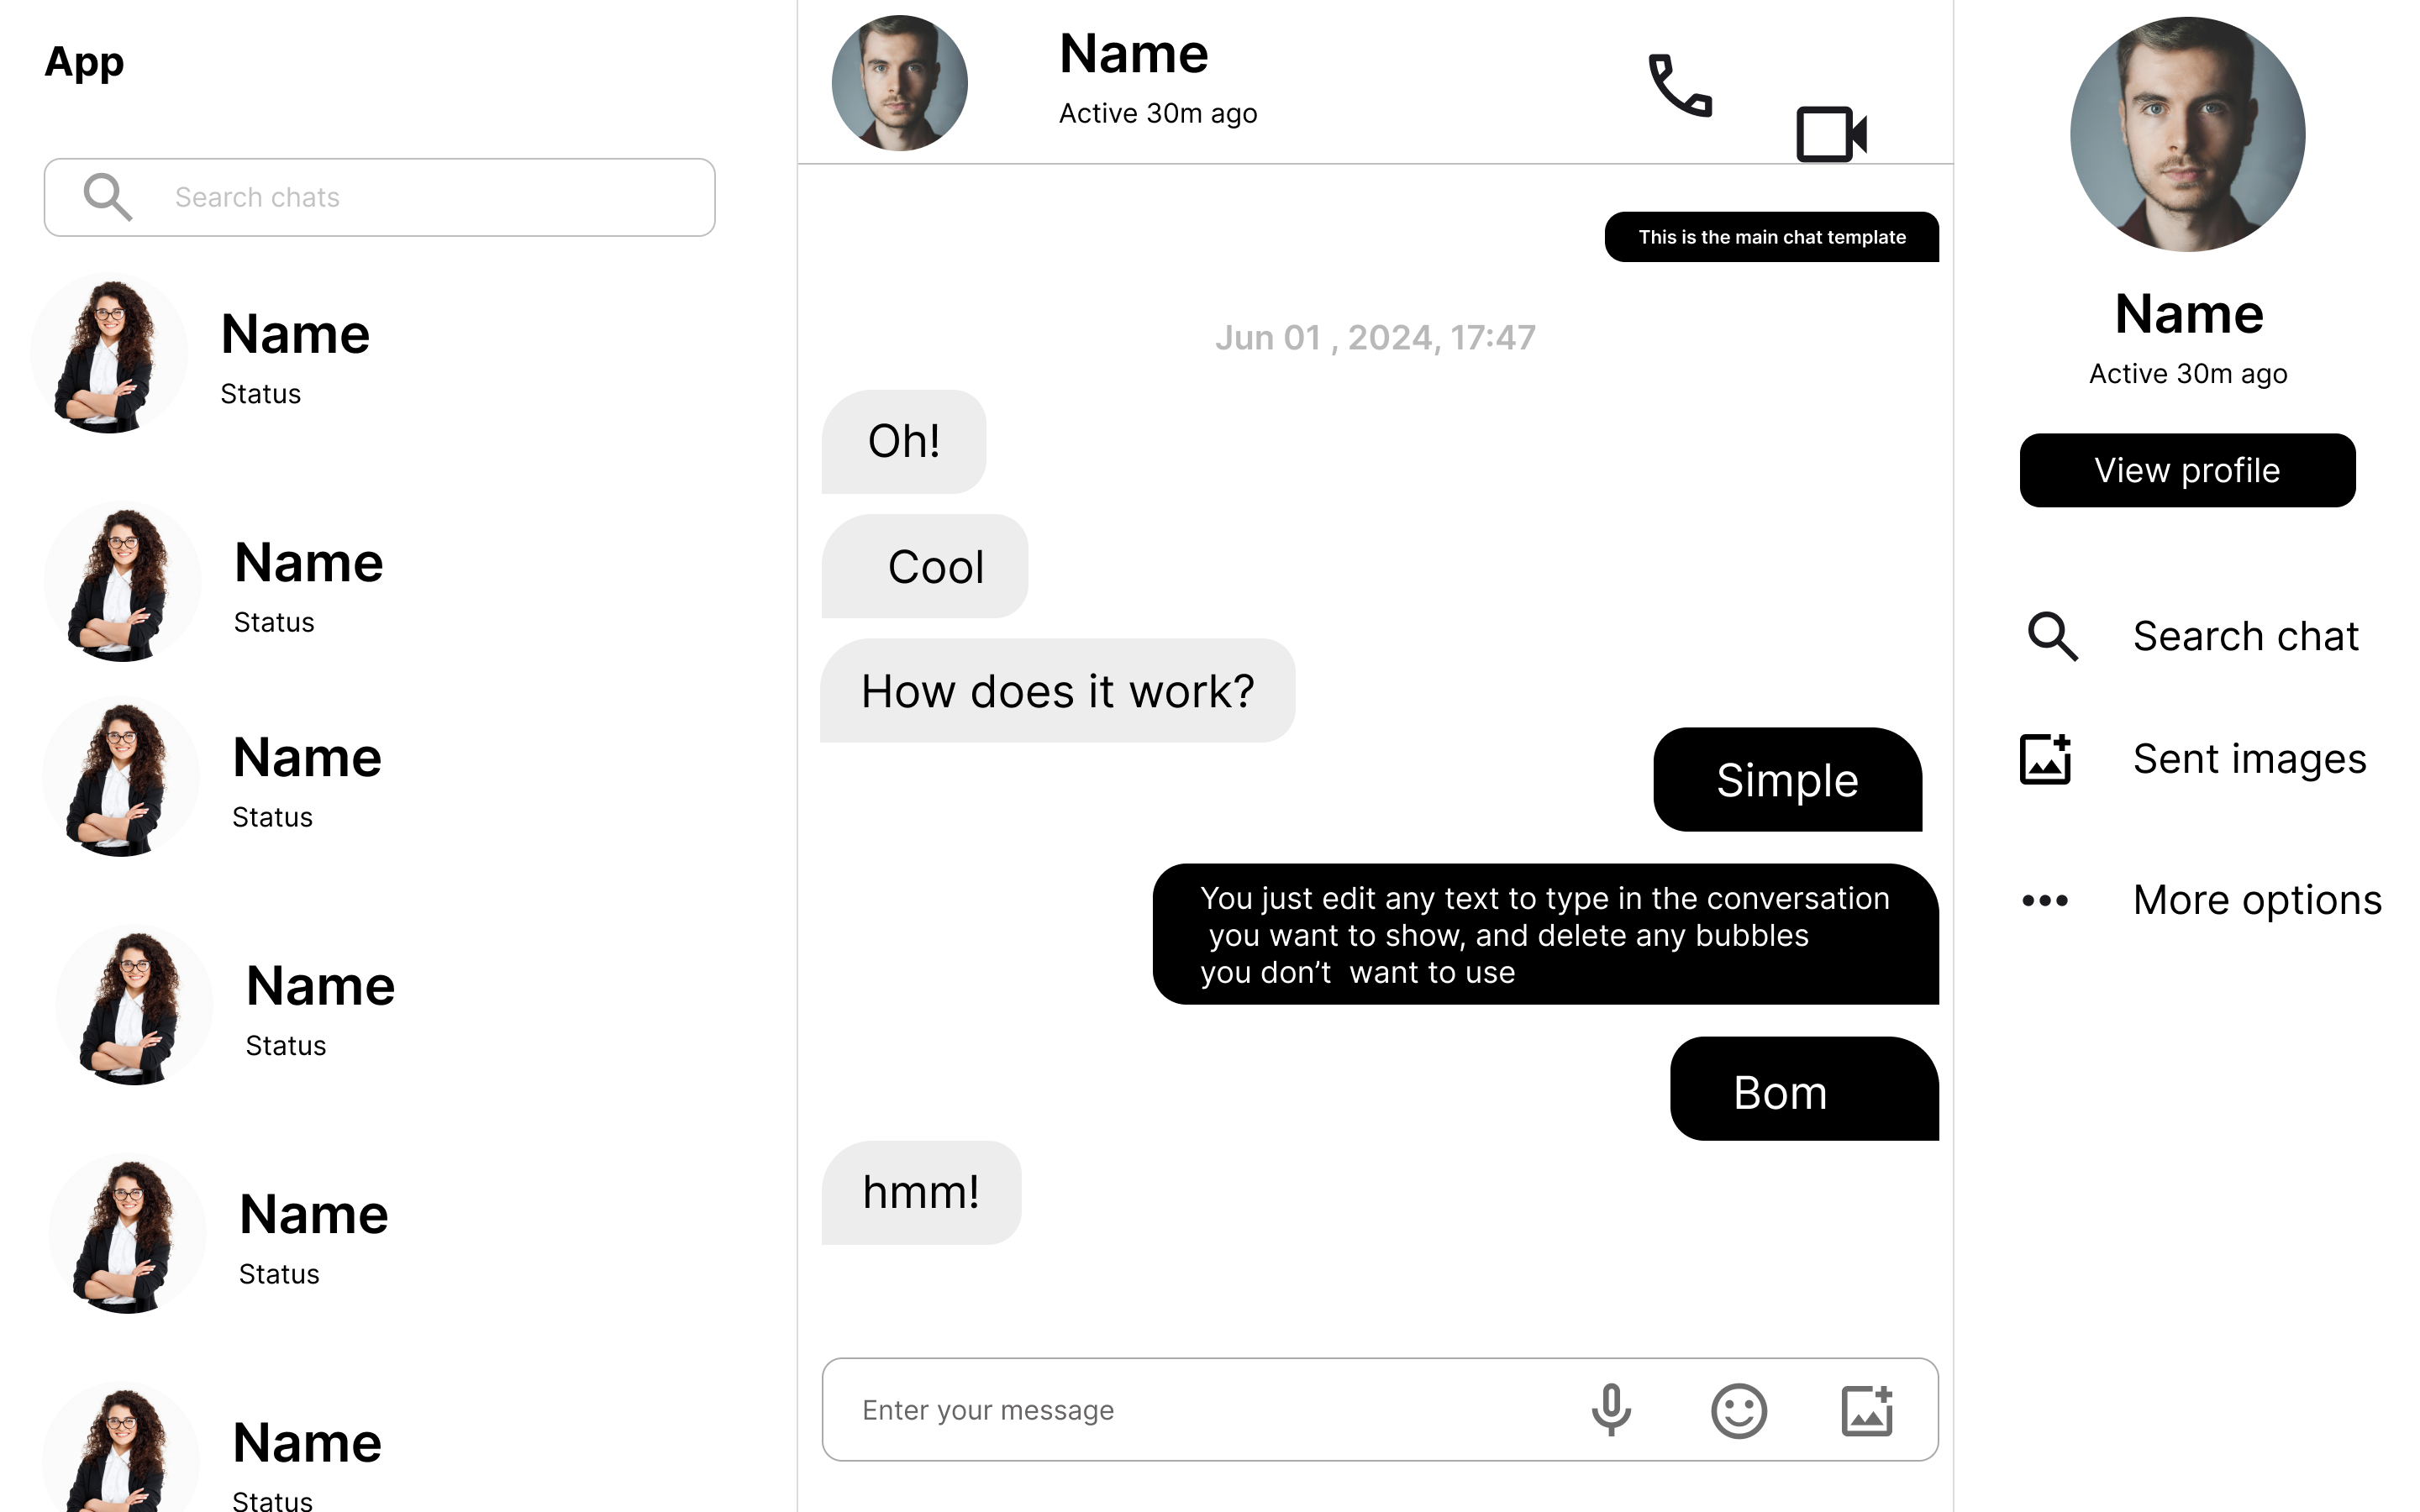 App
Search chats
Name
Status
Name
Status
Name
Status
Name
Status
Name
Status
Name
Status
Name
Active 30m ago
This is the main chat template
Jun 01 , 2024, 17:47
Oh!
Cool
How does it work?
Simple
You just edit any text to type in the conversation
you want to show, and delete any bubbles
you don’t  want to use
Bom
hmm!
Enter your message
Name
Active 30m ago
View profile
Search chat
Sent images
More options